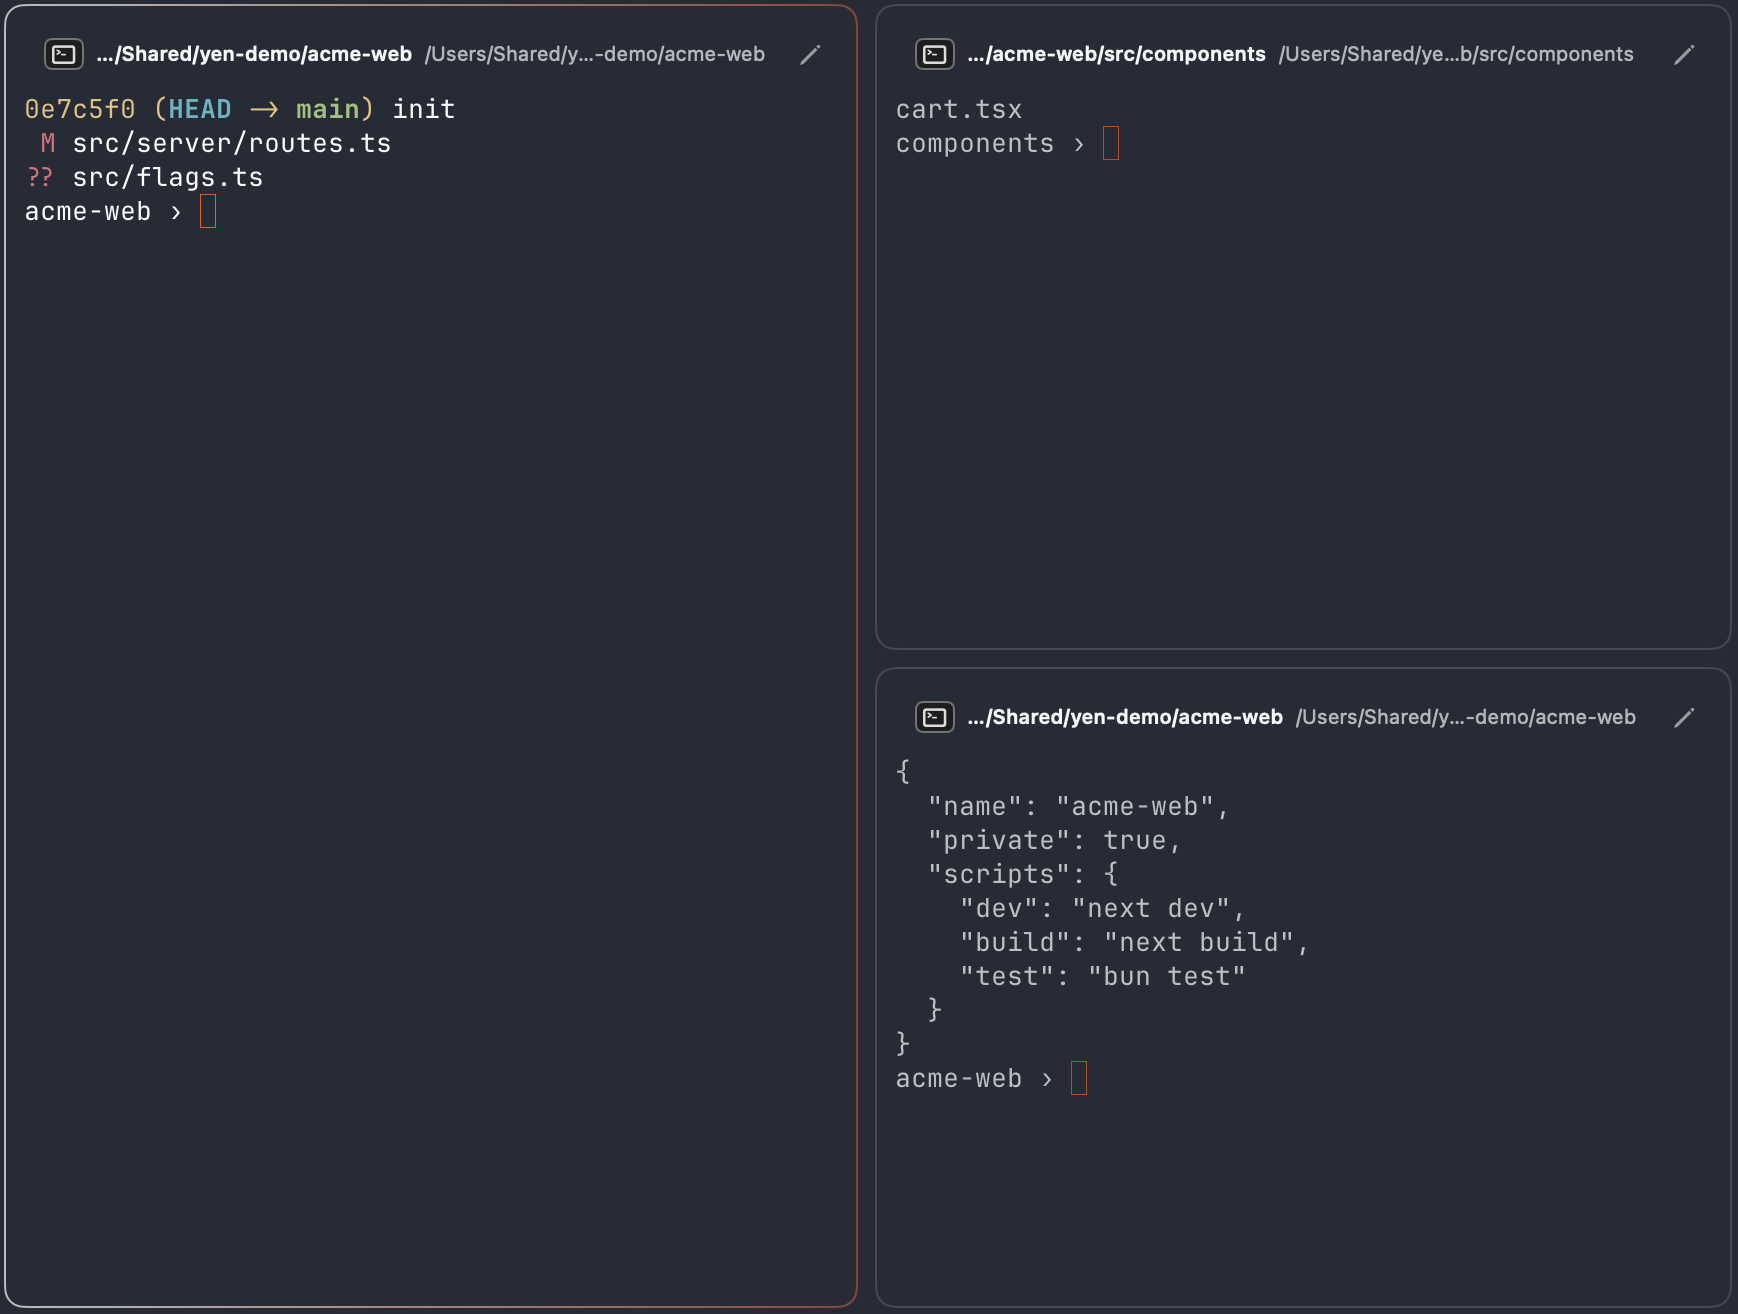 …/Shared/yen-demo/acme-web /Users/Shared/y...-demo/acme-web
0e7c5f0 (HEAD -> main) init
 M src/server/routes.ts
?? src/flags.ts
acme-web ›
…/acme-web/src/components /Users/Shared/ye...b/src/components
cart.tsx
components ›
…/Shared/yen-demo/acme-web /Users/Shared/y...-demo/acme-web
{
  "name": "acme-web",
  "private": true,
  "scripts": {
    "dev": "next dev",
    "build": "next build",
    "test": "bun test"
  }
}
acme-web ›